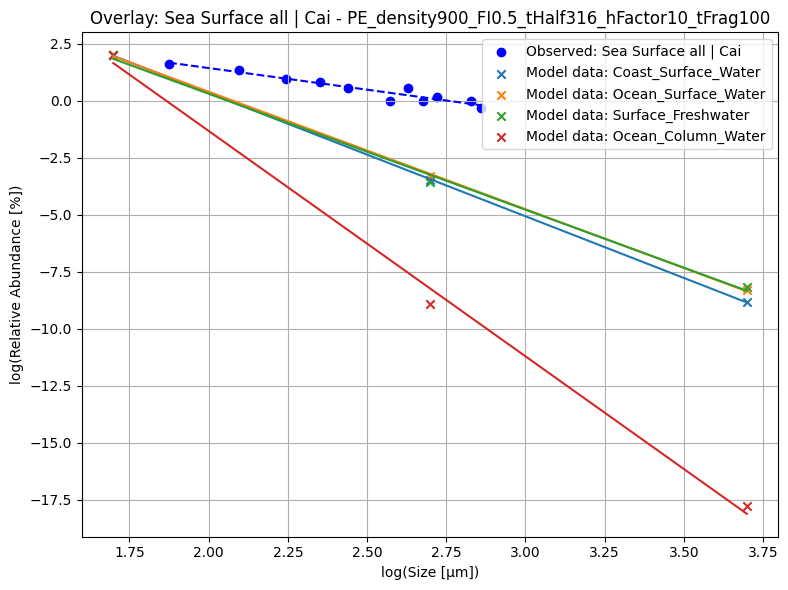 Overlay: Sea Surface all | Cai - PE_density900_FI0.5_tHalf316_hFactor10_tFrag100
Observed: Sea Surface all | Cai
Model data: Coast_Surface_Water
Model data: Ocean_Surface_Water
Model data: Surface_Freshwater
Model data: Ocean_Column_Water
log(Relative Abundance [%])
2.5
0.0
−2.5
−5.0
−7.5
−10.0
−12.5
−15.0
−17.5
1.75 2.00 2.25 2.50 2.75 3.00 3.25 3.50 3.75
log(Size [μm])